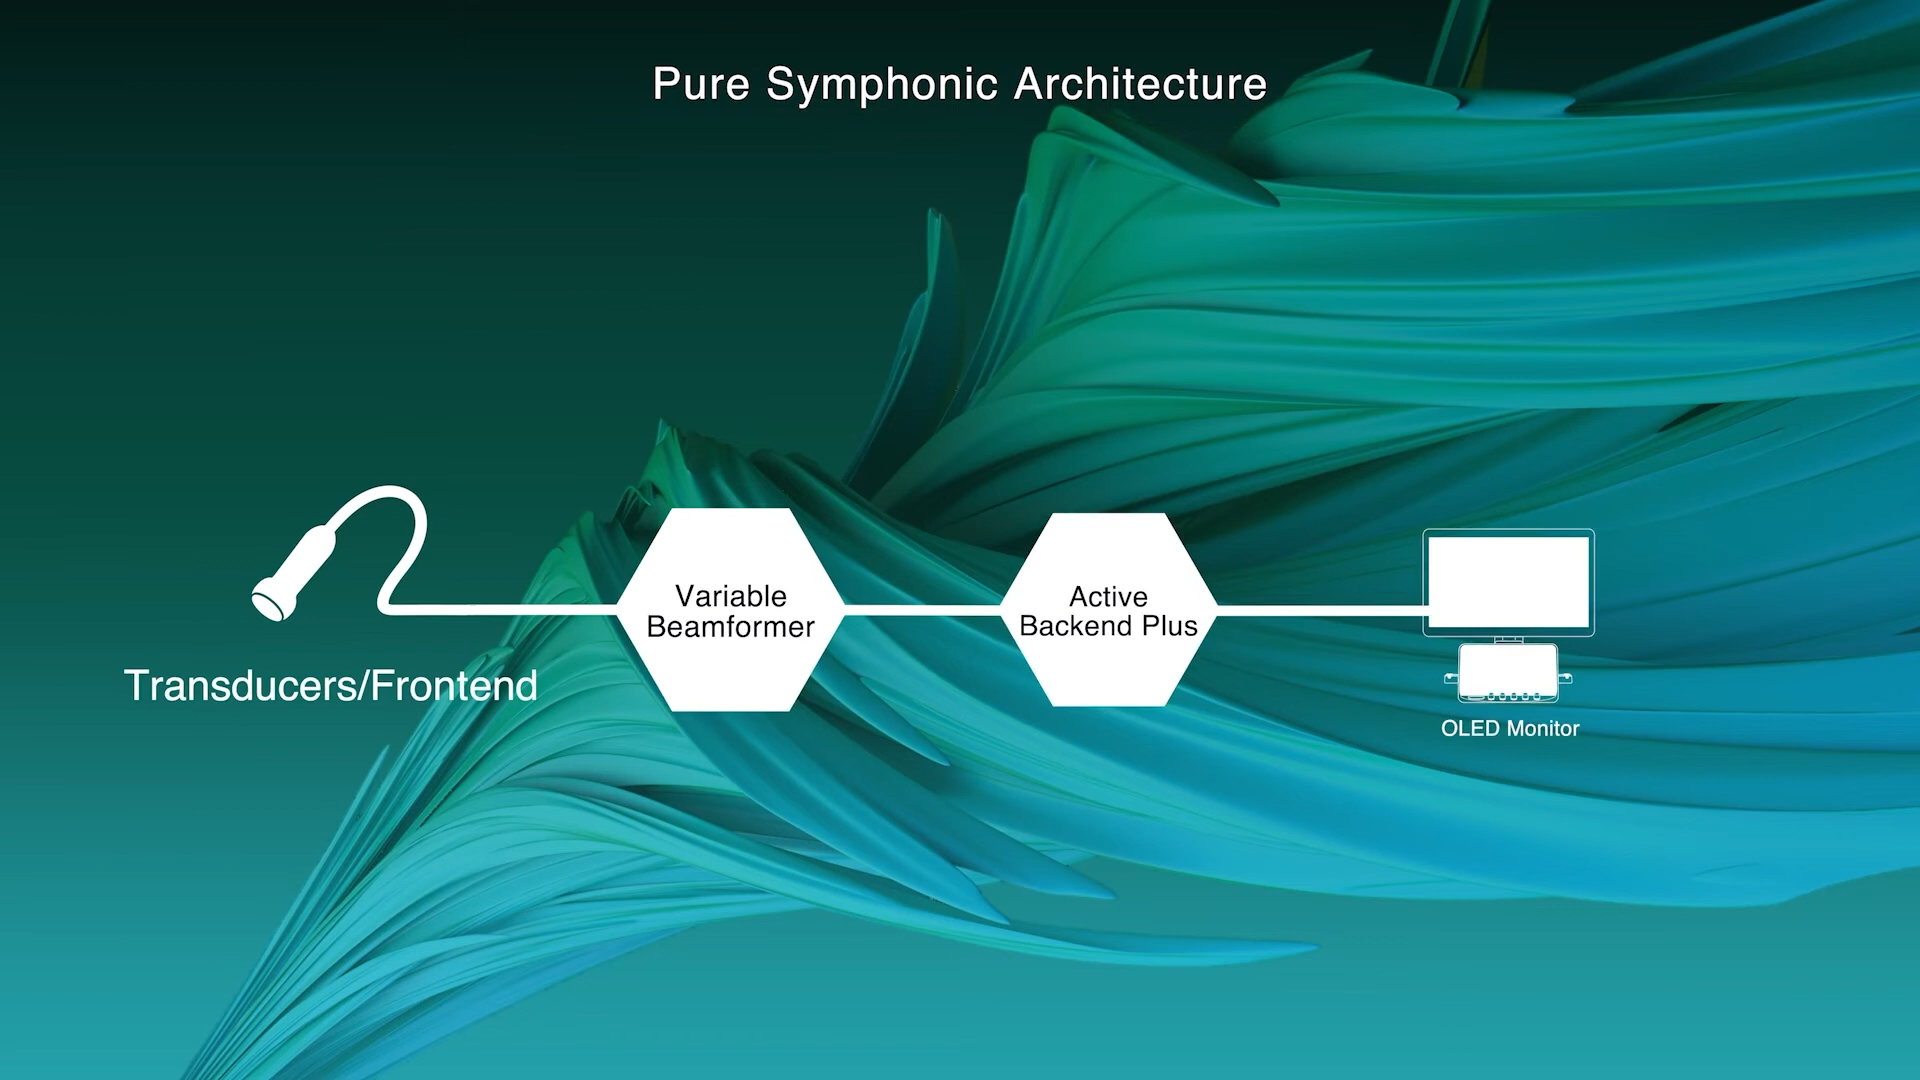 Pure Symphonic Architecture
Variable
Beamformer
Active
Backend Plus
Transducers/Frontend
OLED Monitor